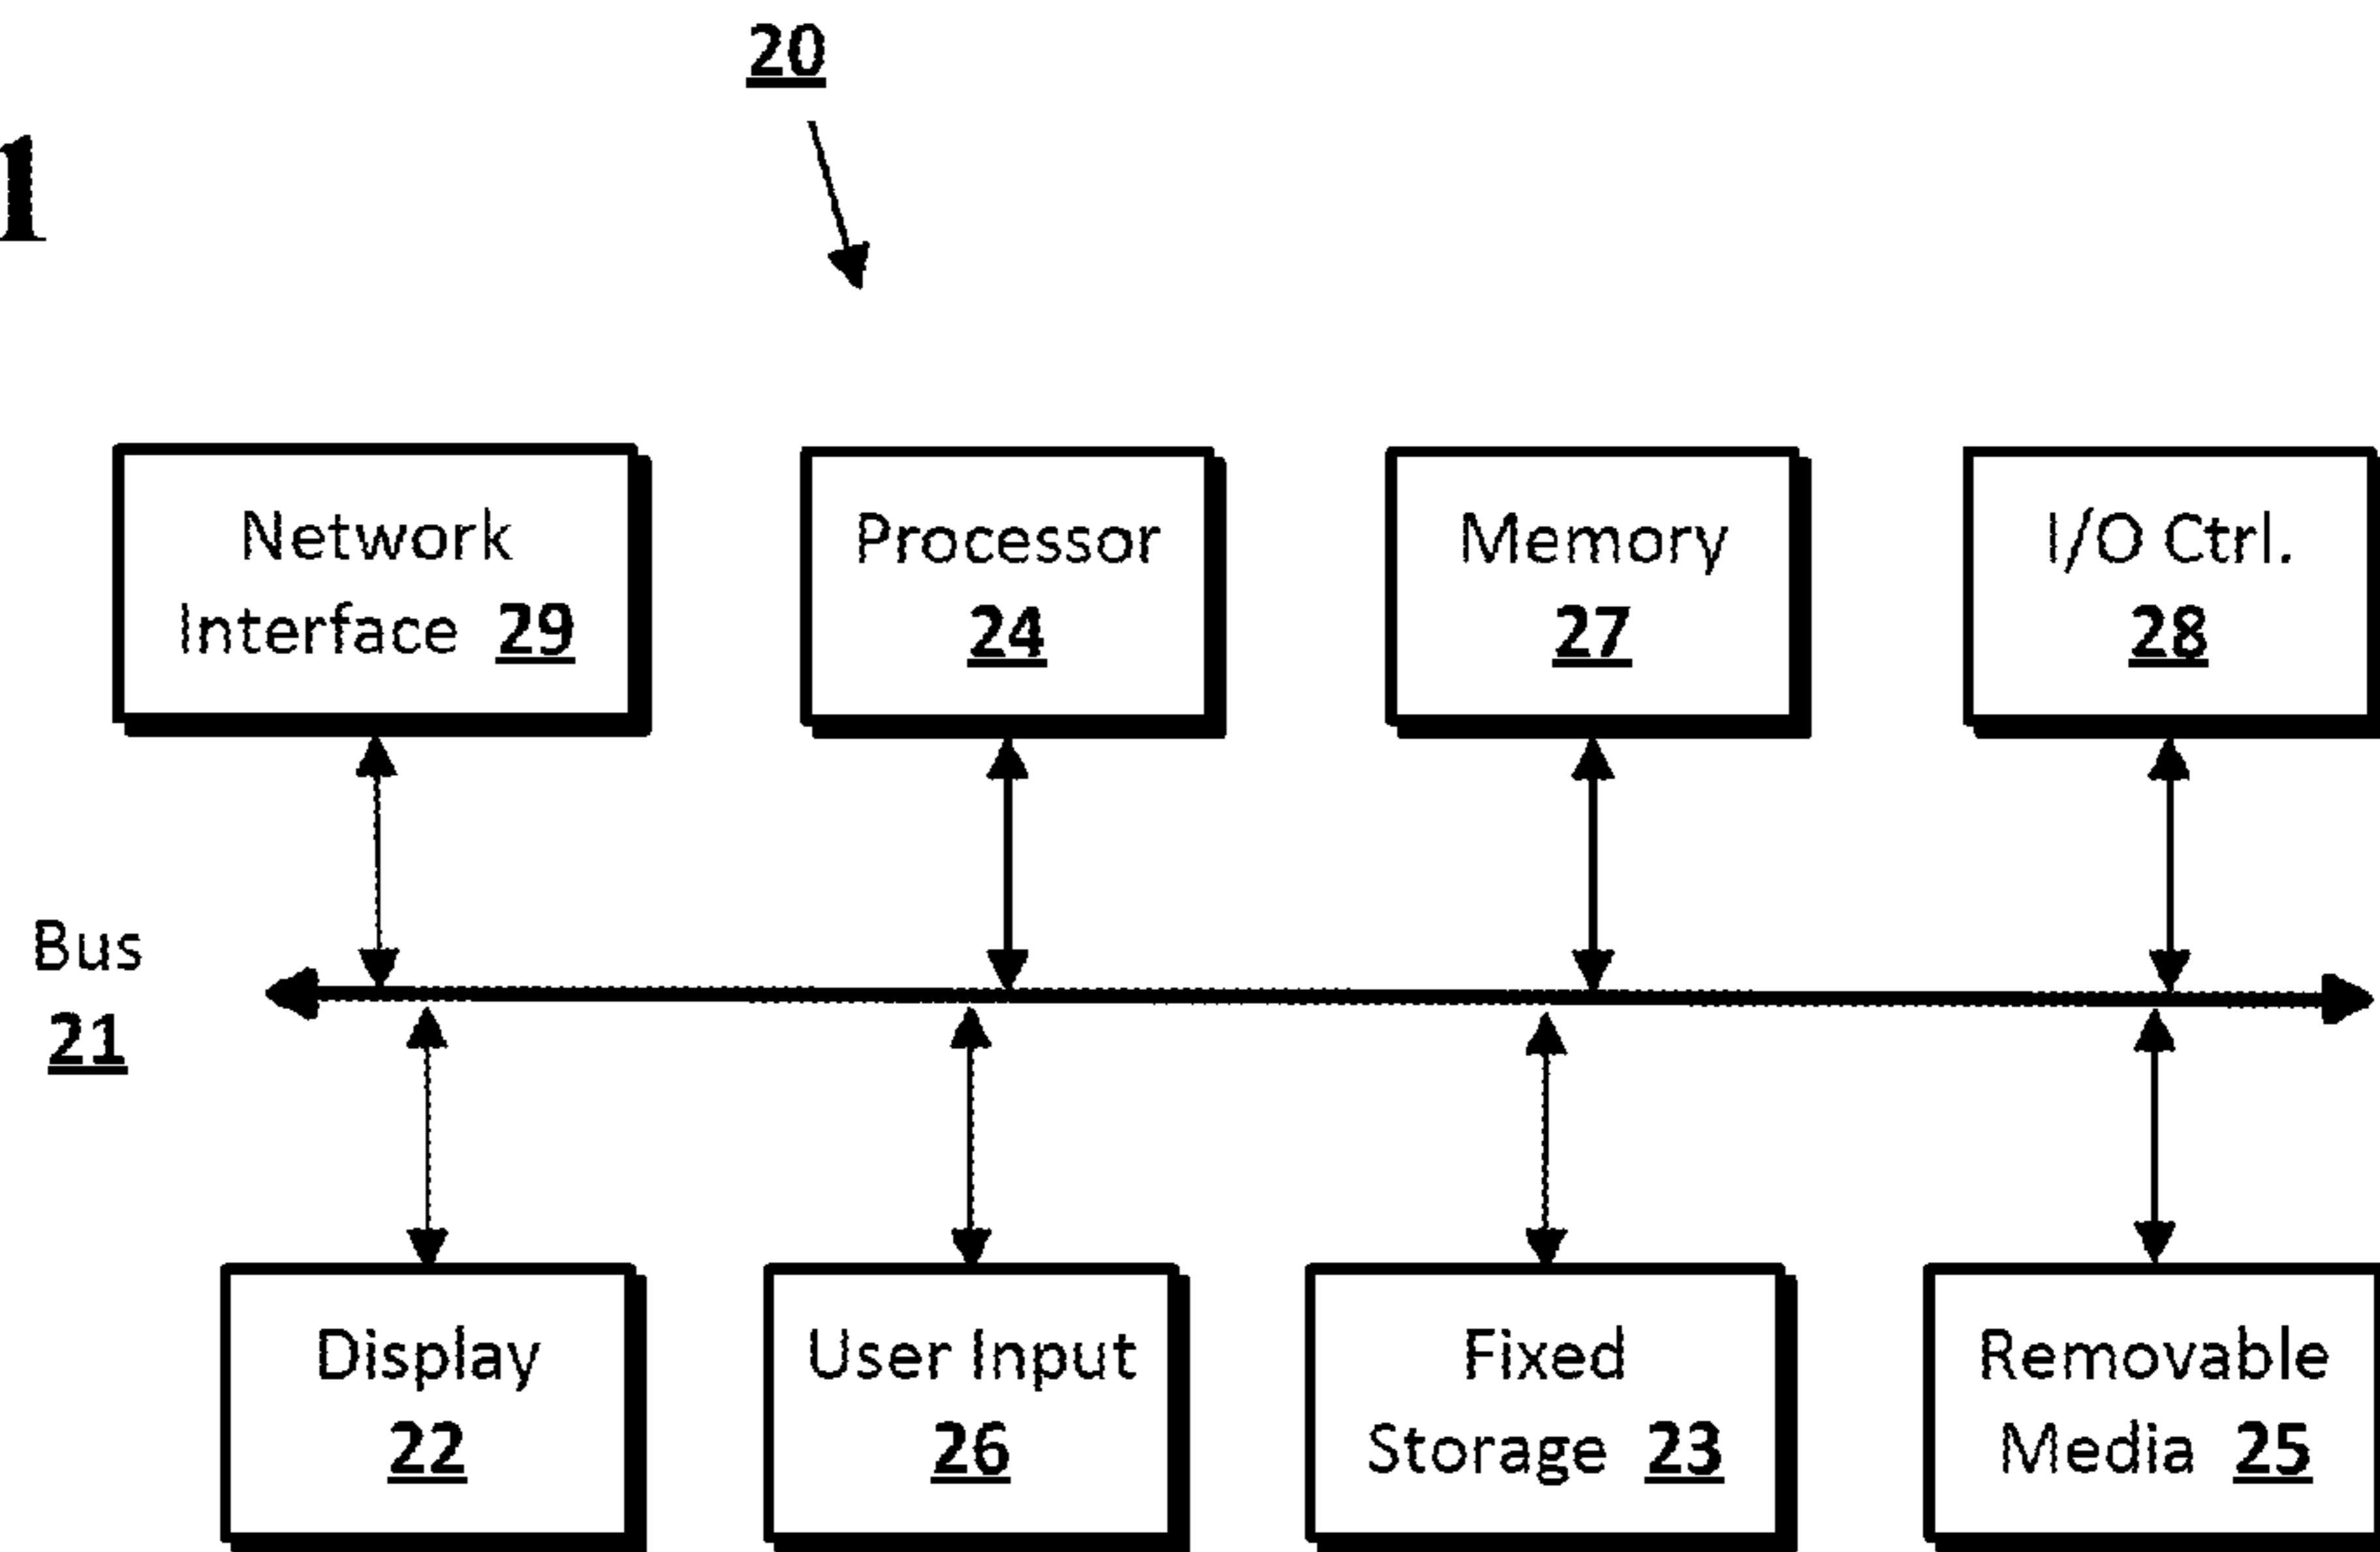 20
1
Network
Interface 29
Processor
24
Memory
27
I/O Ctrl.
28
Bus
21
Display
22
User Input
26
Fixed
Storage 23
Removable
Media 25